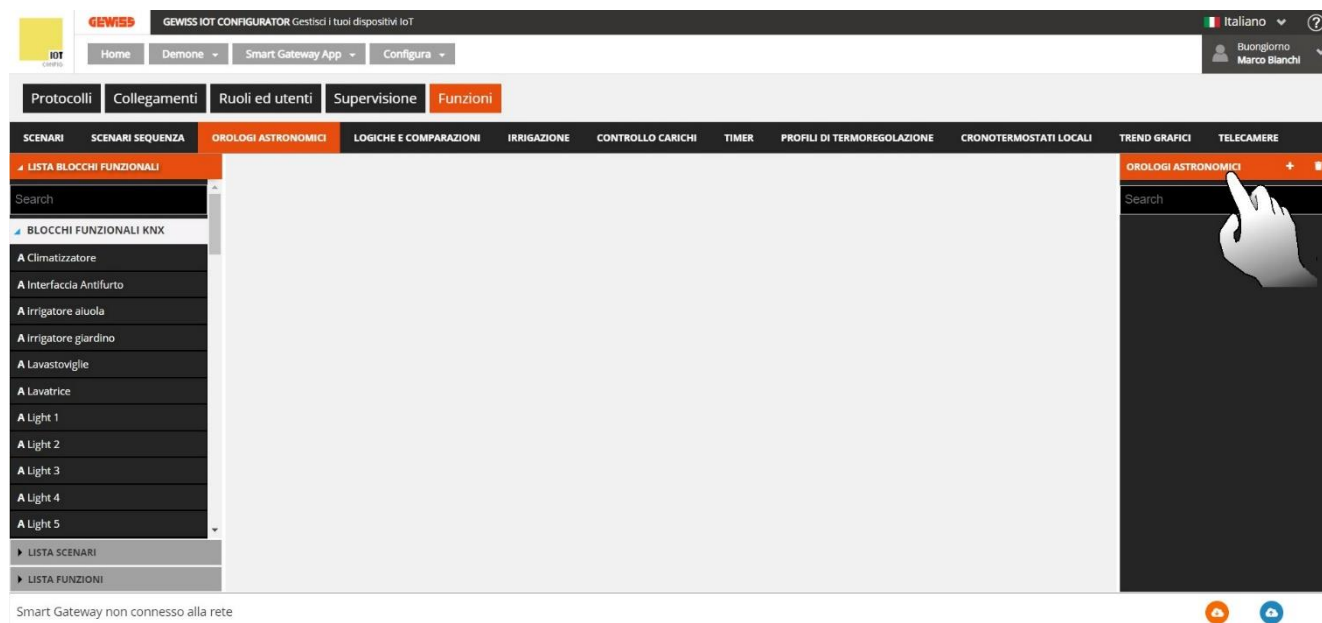 GEWISS GEWISS IOT CONFIGURATOR Gestisci i tuoi dispositivi IoT Italiano ?
IOT
CONFIG
Home Demone Smart Gateway App Configura
Buongiorno
Marco Bianchi
Protocolli Collegamenti Ruoli ed utenti Supervisione Funzioni
SCENARI SCENARI SEQUENZA OROLOGI ASTRONOMICI LOGICHE E COMPARAZIONI IRRIGAZIONE CONTROLLO CARICHI TIMER PROFILI DI TERMOREGOLAZIONE CRONOTERMOSTATI LOCALI TREND GRAFICI TELECAMERE
LISTA BLOCCHI FUNZIONALI
Search
BLOCCHI FUNZIONALI KNX
A Climatizzatore
A Interfaccia Antifurto
A irrigatore aiuola
A irrigatore giardino
A Lavastoviglie
A Lavatrice
A Light 1
A Light 2
A Light 3
A Light 4
A Light 5
LISTA SCENARI
LISTA FUNZIONI
OROLOGI ASTRONOMICI +
Search
Smart Gateway non connesso alla rete